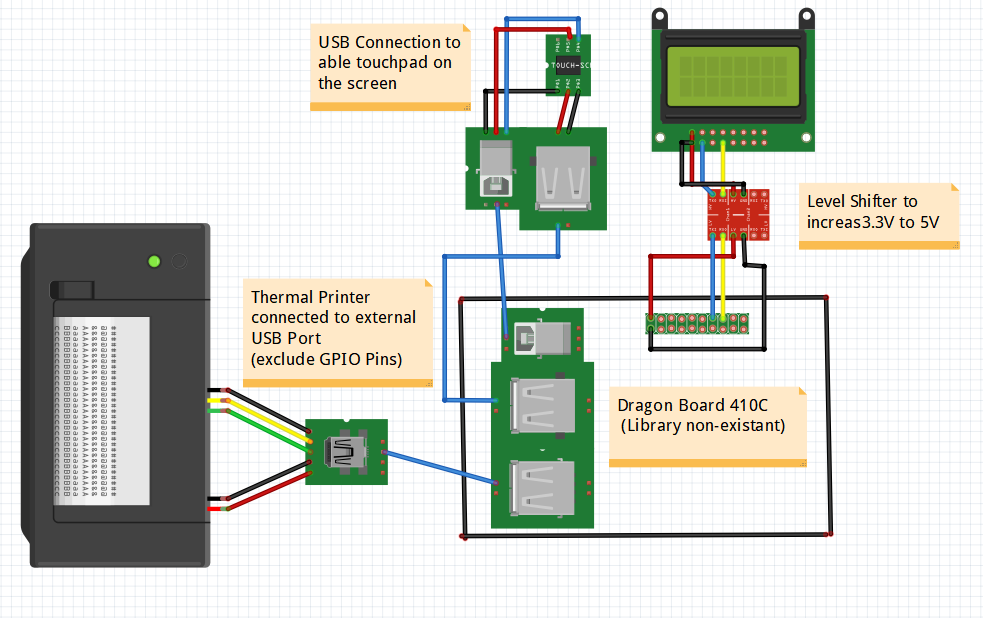 USB Connection to
able touchpad on
the screen
TOUCH-SC
Level Shifter to
increas3.3V to 5V
Thermal Printer
connected to external
USB Port
(exclude GPIO Pins)
Dragon Board 410C
(Library non-existant)